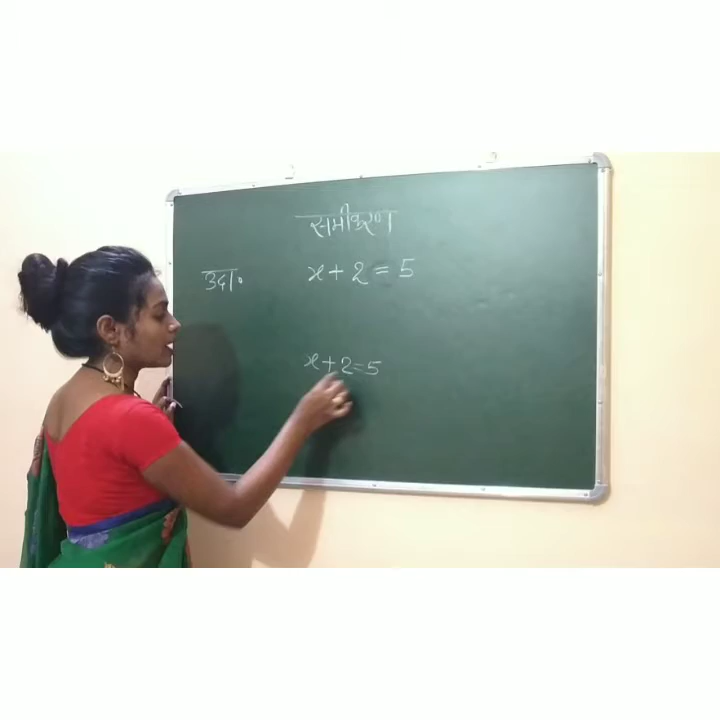 समीकरण
उदा० x + 2 = 5
x + 2 = 5